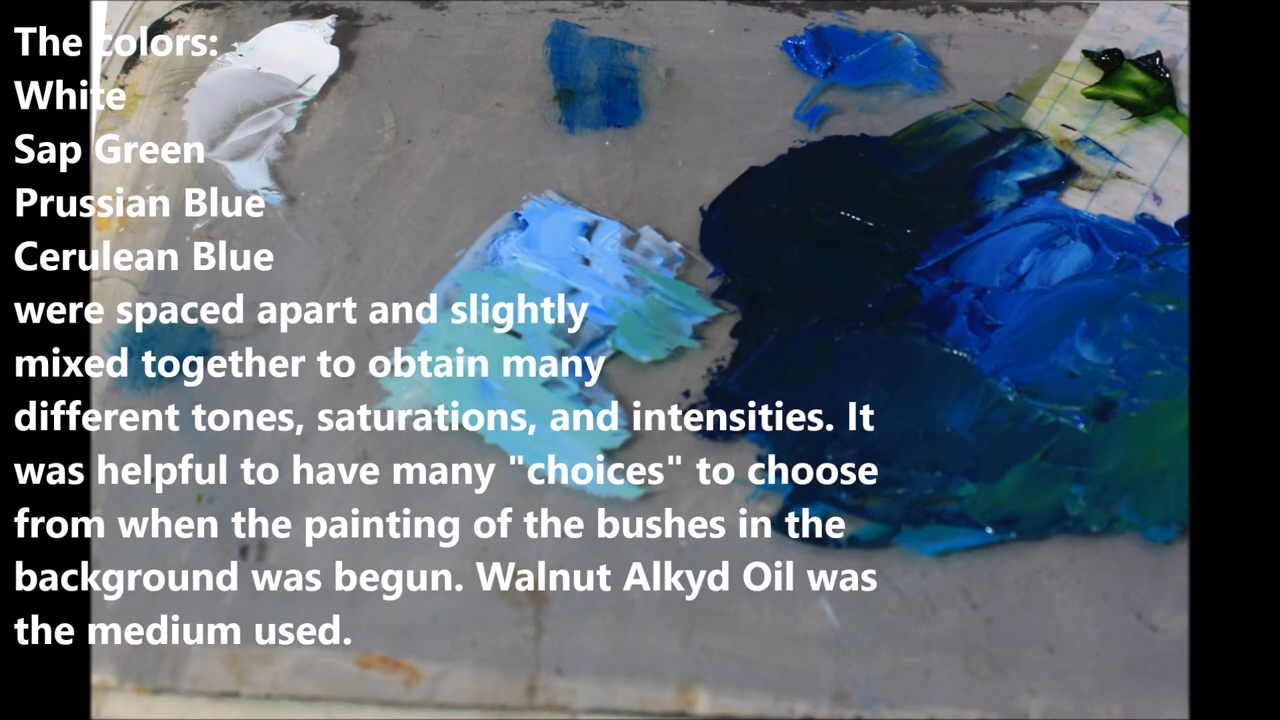 The colors:
White
Sap Green
Prussian Blue
Cerulean Blue
were spaced apart and slightly
mixed together to obtain many
different tones, saturations, and intensities. It
was helpful to have many "choices" to choose
from when the painting of the bushes in the
background was begun. Walnut Alkyd Oil was
the medium used.